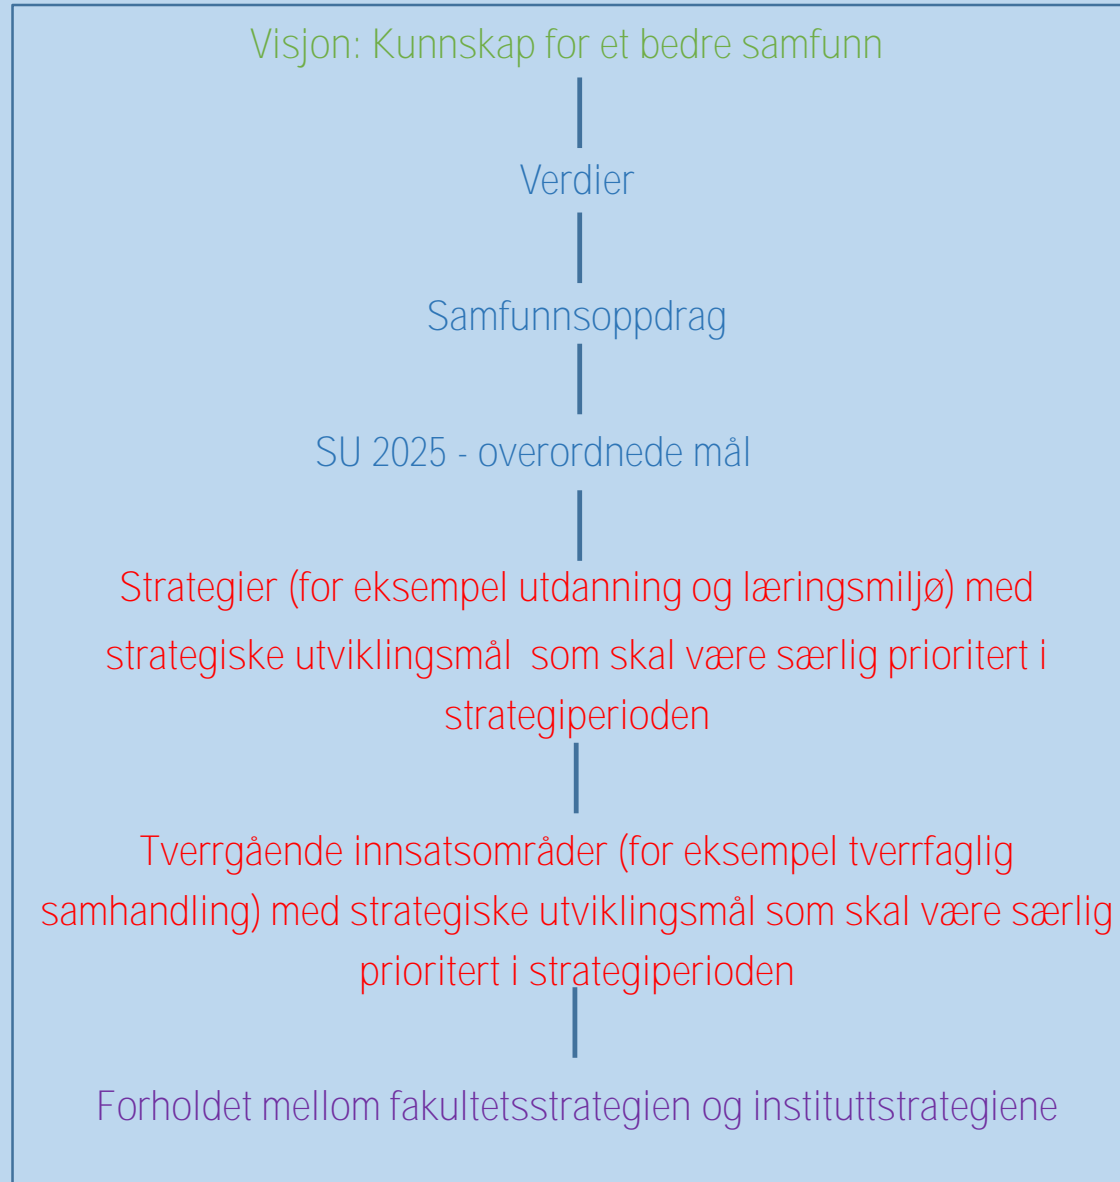 Visjon: Kunnskap for et bedre samfunn
Verdier
Samfunnsoppdrag
SU 2025 - overordnede mål
Strategier (for eksempel utdanning og læringsmiljø) med
strategiske utviklingsmål som skal være særlig prioritert i
strategiperioden
Tverrgående innsatsområder (for eksempel tverrfaglig
samhandling) med strategiske utviklingsmål som skal være særlig
prioritert i strategiperioden
Forholdet mellom fakultetsstrategien og instituttstrategiene